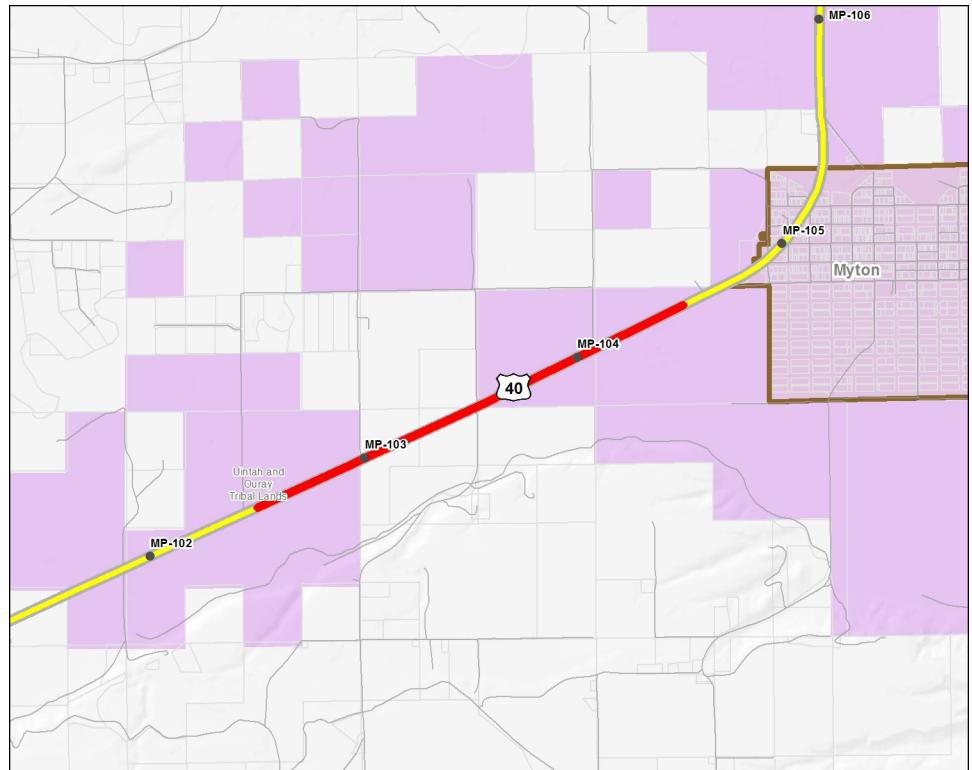 MP-106
MP-105
Myton
MP-104
40
MP-103
Uintah and
Ouray
Tribal Lands
MP-102